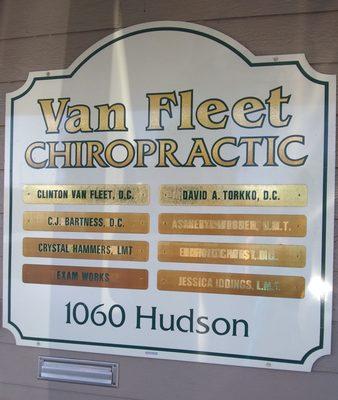 Van Fleet
CHIROPRACTIC
CLINTON VAN FLEET, D.C.
DAVID A. TORKKO, D.C.
C.J. BARTNESS, D.C.
CRYSTAL HAMMERS, LMT
EXAM WORKS
JESSICA IDDINGS, L.M.T.
1060 Hudson